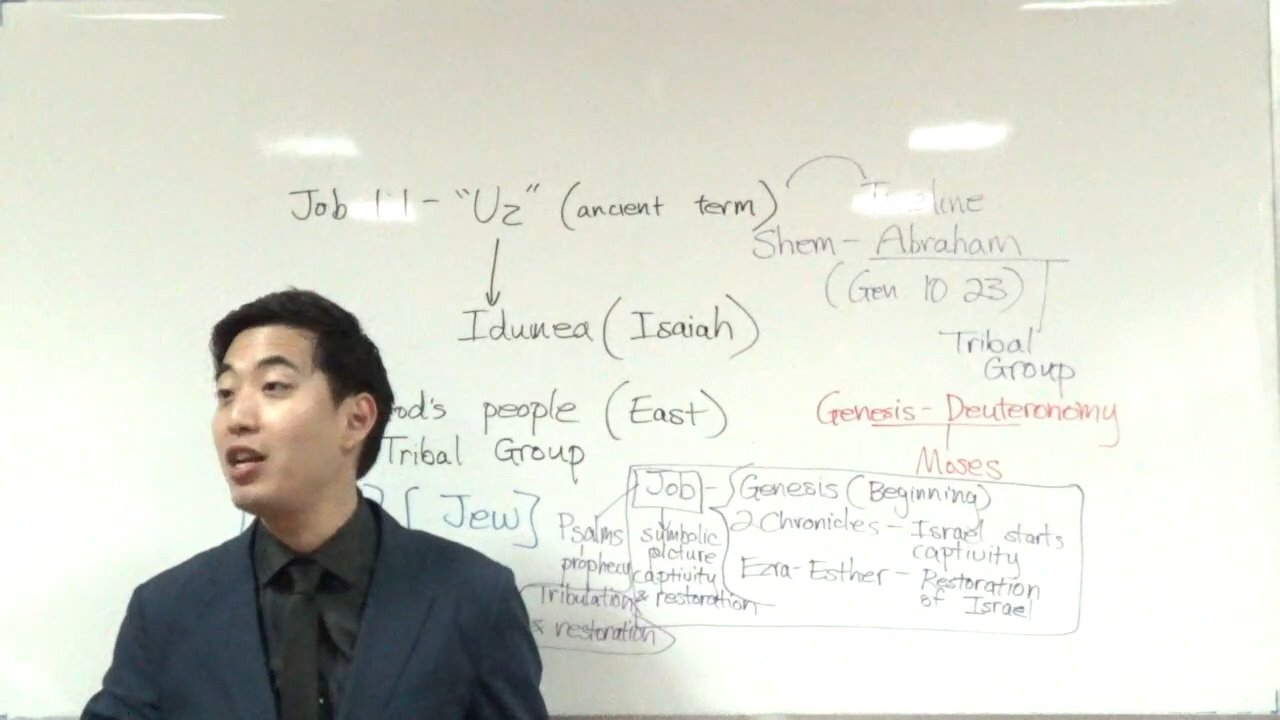 Job 1:1 - "Uz" (ancient term)
Timeline
Shem - Abraham
(Gen 10 23)
Tribal
Group
Idumea (Isaiah)
people (East)
Tribal Group
Genesis - Deuteronomy
Moses
[Jew]
Job - Genesis (Beginning)
2 Chronicles - Israel starts
captivity
Ezra-Esther - Restoration
of Israel
symbolic
picture
captivity
& restoration
Psalms
prophecy
Tribulation
& restoration